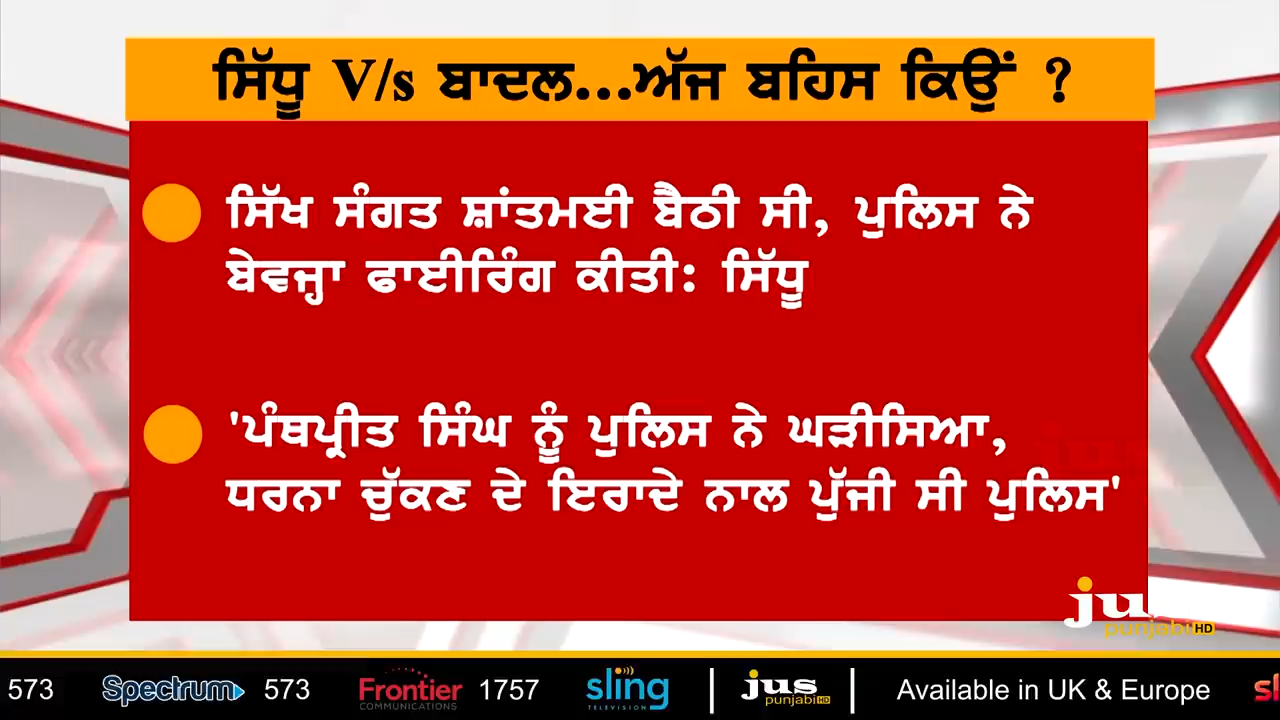 ਸਿੱਧੂ V/s ਬਾਦਲ...ਅੱਜ ਬਹਿਸ ਕਿਉਂ ?
ਸਿੱਖ ਸੰਗਤ ਸ਼ਾਂਤਮਈ ਬੈਠੀ ਸੀ, ਪੁਲਿਸ ਨੇ
ਬੇਵਜ੍ਹਾ ਫਾਈਰਿੰਗ ਕੀਤੀ: ਸਿੱਧੂ
'ਪੰਥਪ੍ਰੀਤ ਸਿੰਘ ਨੂੰ ਪੁਲਿਸ ਨੇ ਘੜੀਸਿਆ,
ਧਰਨਾ ਚੁੱਕਣ ਦੇ ਇਰਾਦੇ ਨਾਲ ਪੁੱਜੀ ਸੀ ਪੁਲਿਸ'
jus
punjabi HD
573 Spectrum 573 Frontier COMMUNICATIONS 1757 sling TELEVISION jus punjabi HD Available in UK & Europe